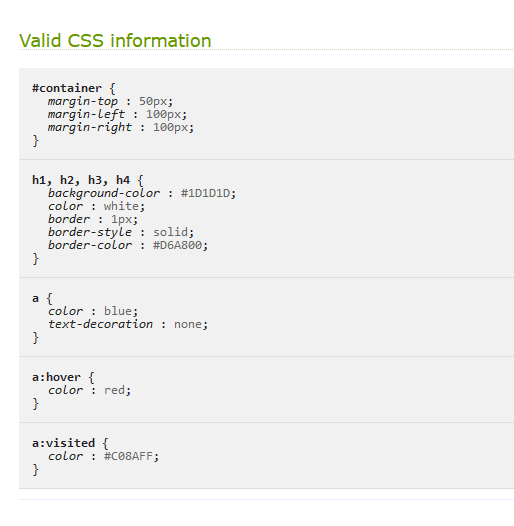 Valid CSS information
#container {
margin-top : 50px;
margin-left : 100px;
margin-right : 100px;
}
h1, h2, h3, h4 {
background-color : #1D1D1D;
color : white;
border : 1px;
border-style : solid;
border-color : #D6A800;
}
a {
color : blue;
text-decoration : none;
}
a:hover {
color : red;
}
a:visited {
color : #C08AFF;
}